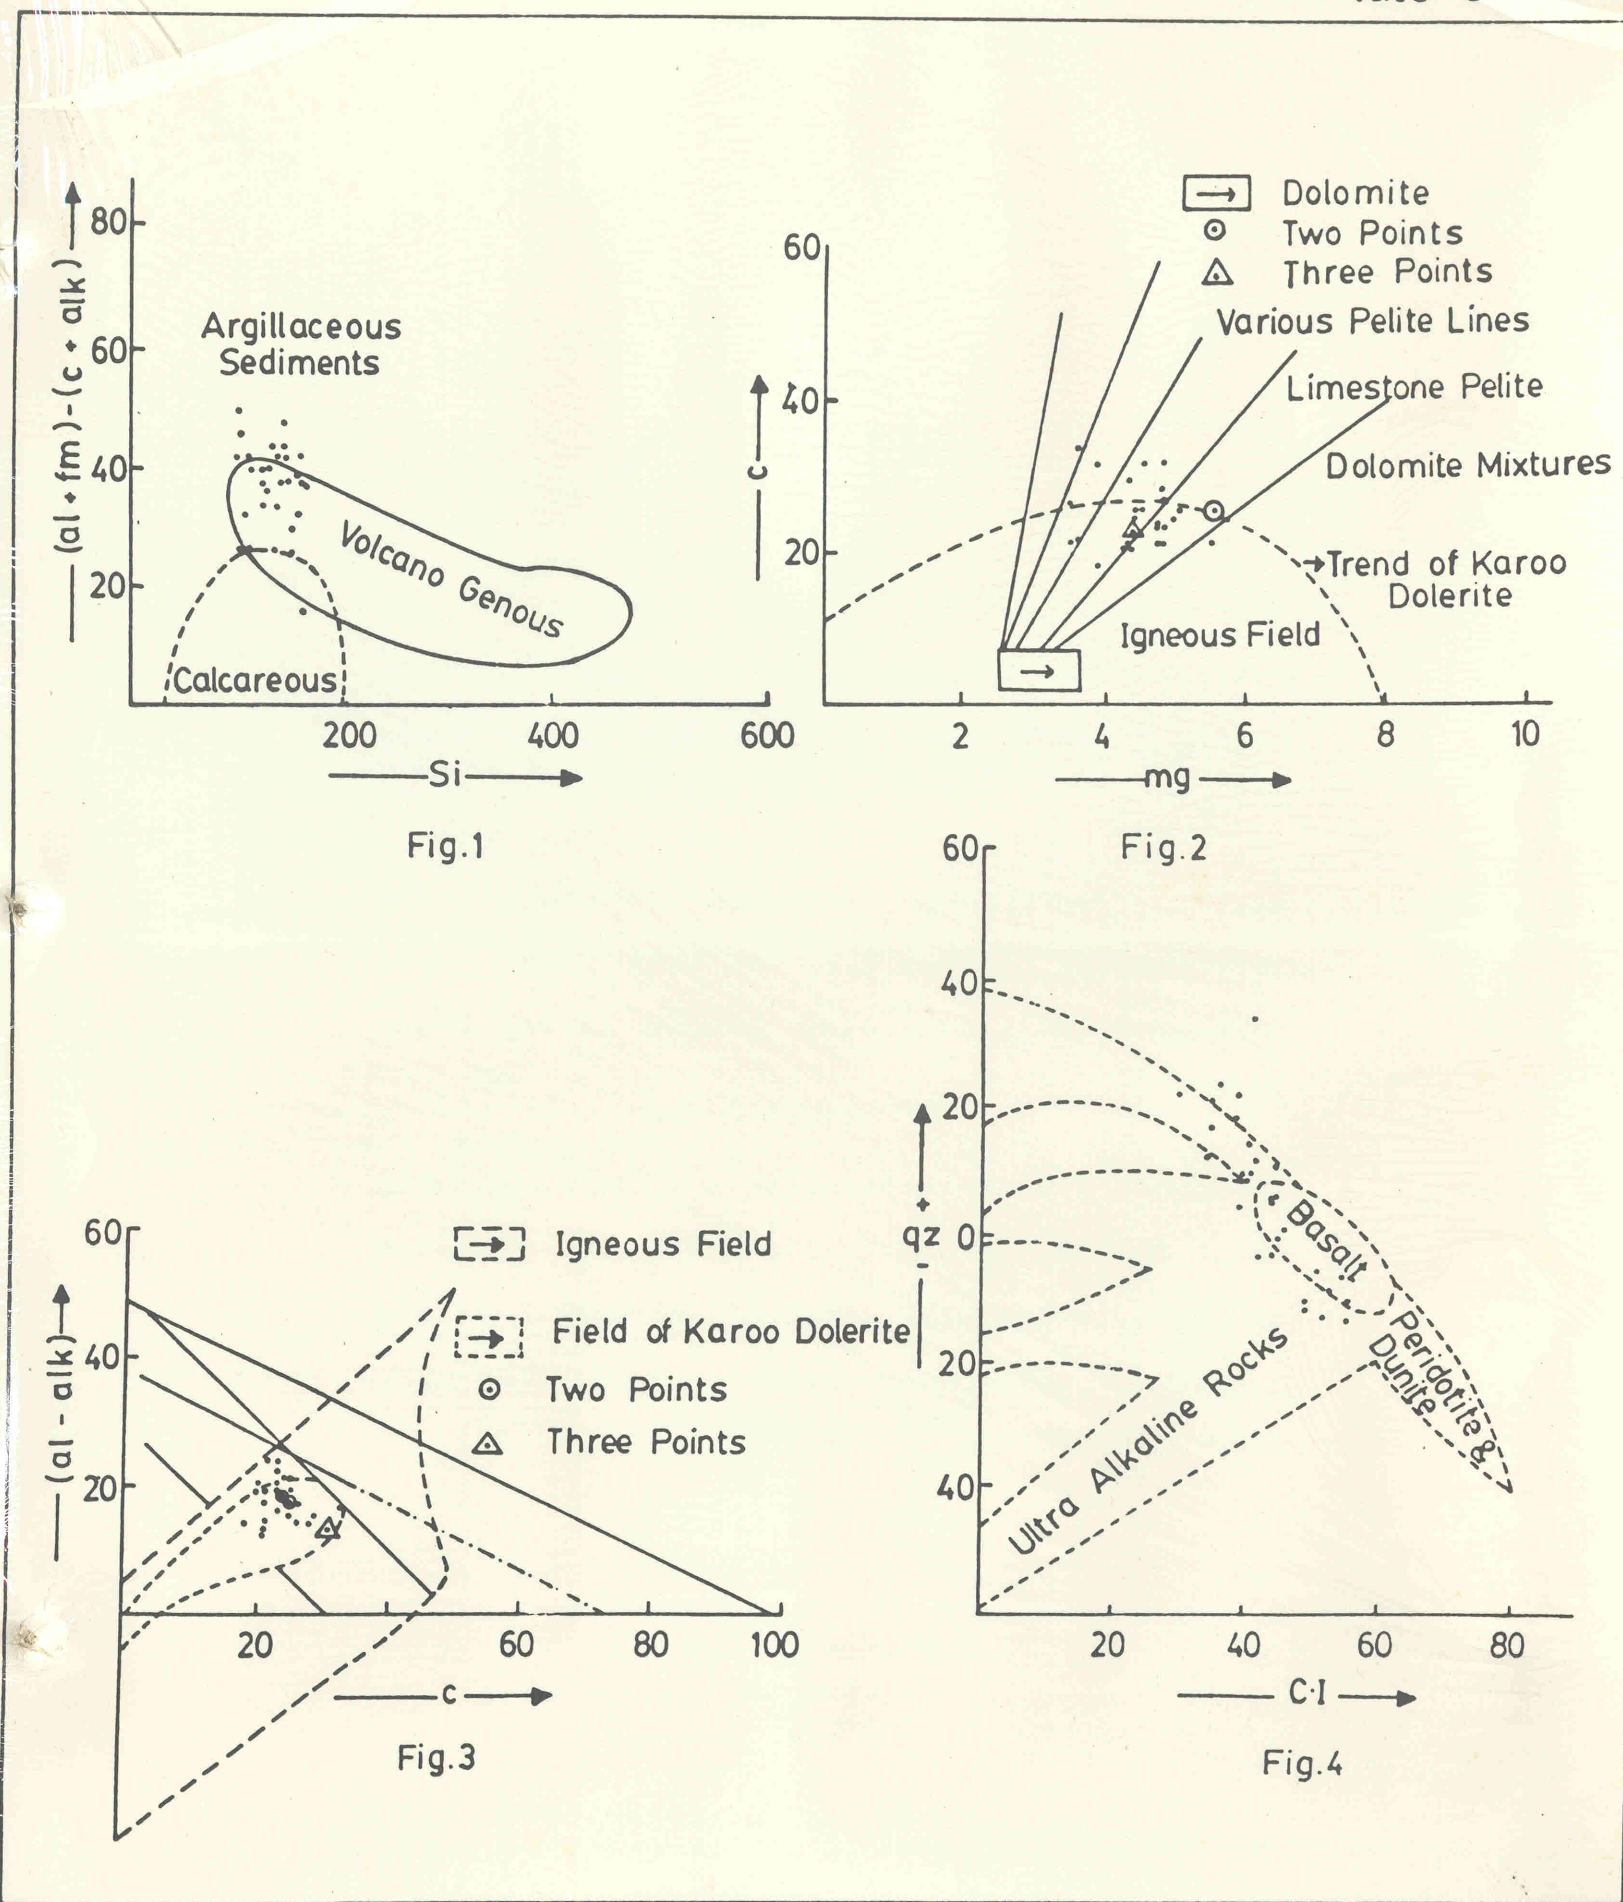 80
60
40
20
(al + fm) - (c + alk)
Argillaceous
Sediments
Volcano Genous
Calcareous
200
400
600
Si
Fig.1
Dolomite
Two Points
Three Points
Various Pelite Lines
Limestone Pelite
Dolomite Mixtures
Trend of Karoo
Dolerite
Igneous Field
60
40
20
c
2
4
6
8
10
mg
Fig.2
60
40
20
(al - alk)
Igneous Field
Field of Karoo Dolerite
Two Points
Three Points
20
60
80
100
c
Fig.3
60
40
20
+
qz 0
-
20
40
Basalt
Peridotite &
Dunite
Ultra Alkaline Rocks
20
40
60
80
C·I
Fig.4